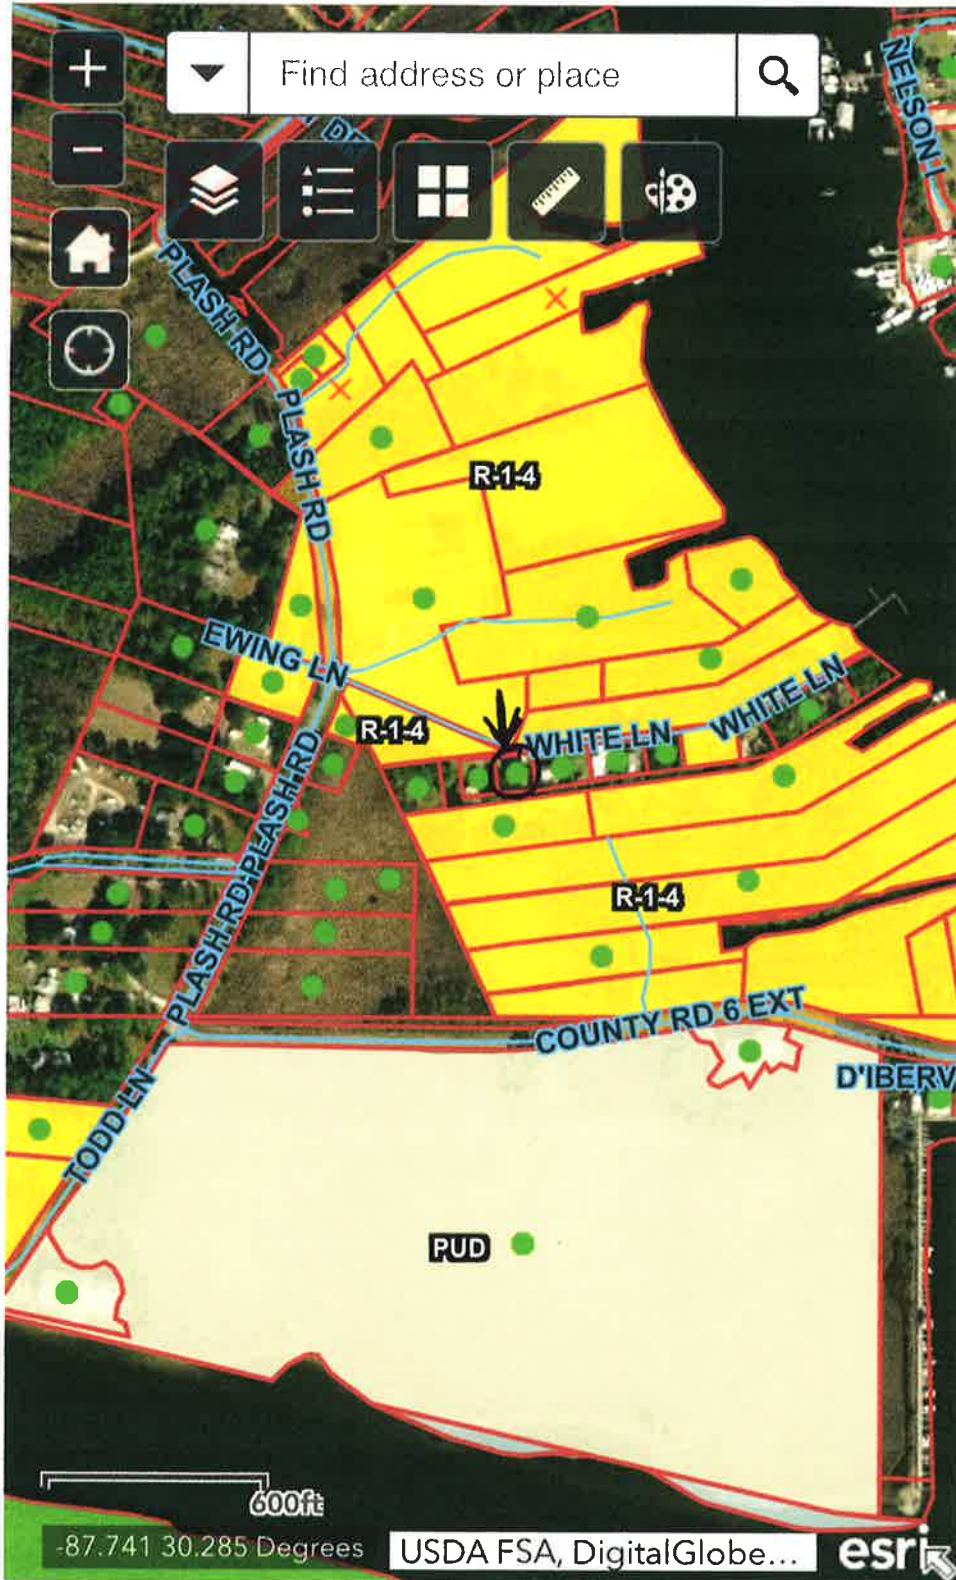 Find address or place
NELSON I
DR
PLASH RD
PLASH RD
R-1-4
EWING LN
R-1-4
WHITE LN
WHITE LN
PLASH RD-PLASH RD
R-1-4
COUNTY RD 6 EXT
D'IBERV
TODD LN
PUD
600ft
-87.741 30.285 Degrees
USDA FSA, DigitalGlobe...
esri